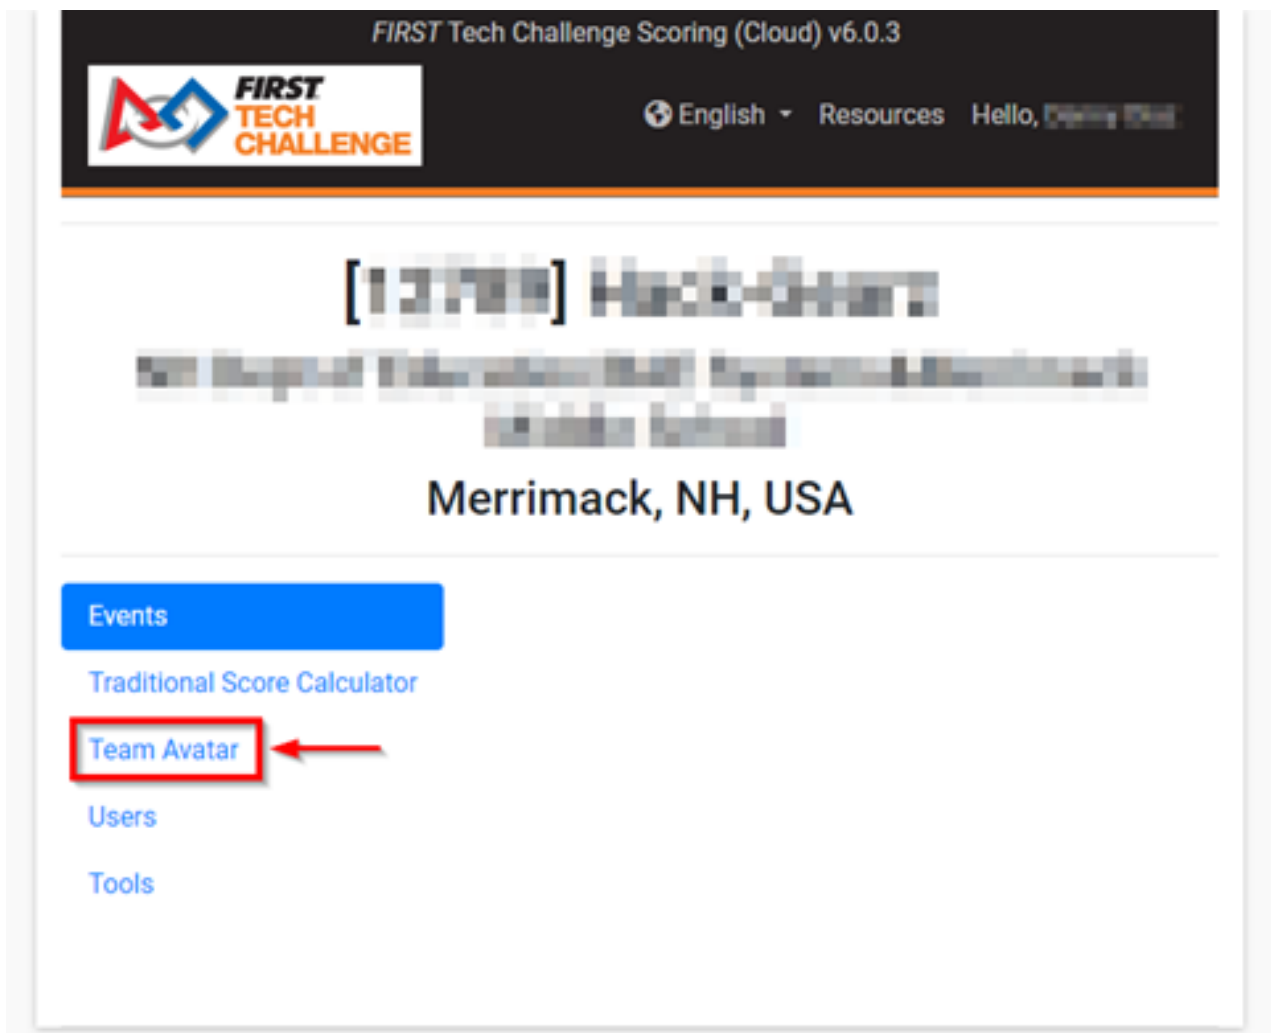 FIRST Tech Challenge Scoring (Cloud) v6.0.3
FIRST
TECH
CHALLENGE
English Resources Hello,
[ ]
Merrimack, NH, USA
Events
Traditional Score Calculator
Team Avatar
Users
Tools